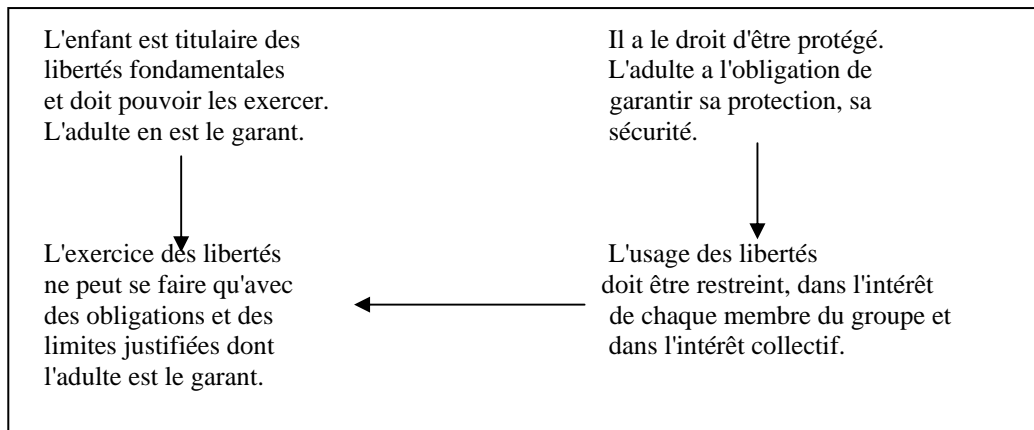 L'enfant est titulaire des
libertés fondamentales
et doit pouvoir les exercer.
L'adulte en est le garant.
Il a le droit d'être protégé.
L'adulte a l'obligation de
garantir sa protection, sa
sécurité.
L'exercice des libertés
ne peut se faire qu'avec
des obligations et des
limites justifiées dont
l'adulte est le garant.
L'usage des libertés
doit être restreint, dans l'intérêt
de chaque membre du groupe et
dans l'intérêt collectif.